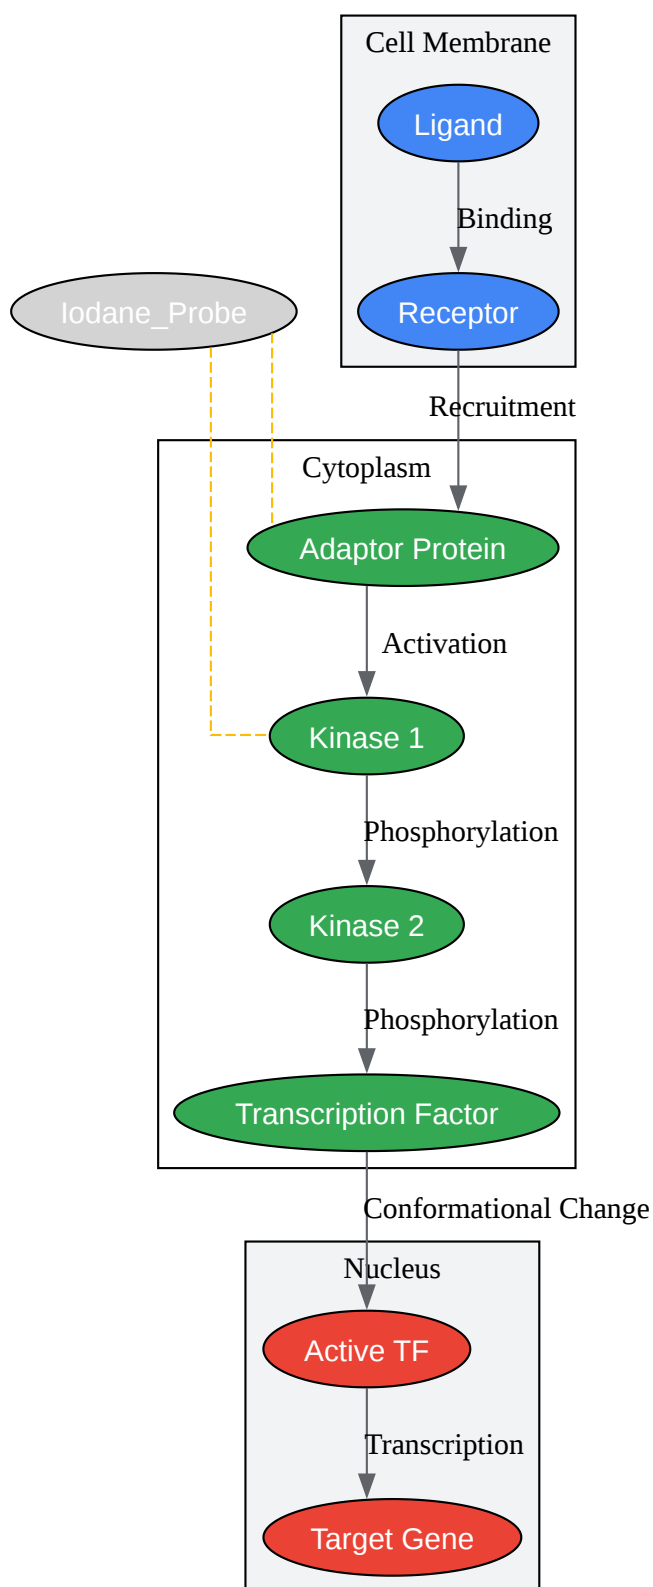 Cell Membrane
Ligand
Binding
Iodane_Probe
Receptor
Recruitment
Cytoplasm
Adaptor Protein
Activation
Kinase 1
Phosphorylation
Kinase 2
Phosphorylation
Transcription Factor
Conformational Change
Nucleus
Active TF
Transcription
Target Gene